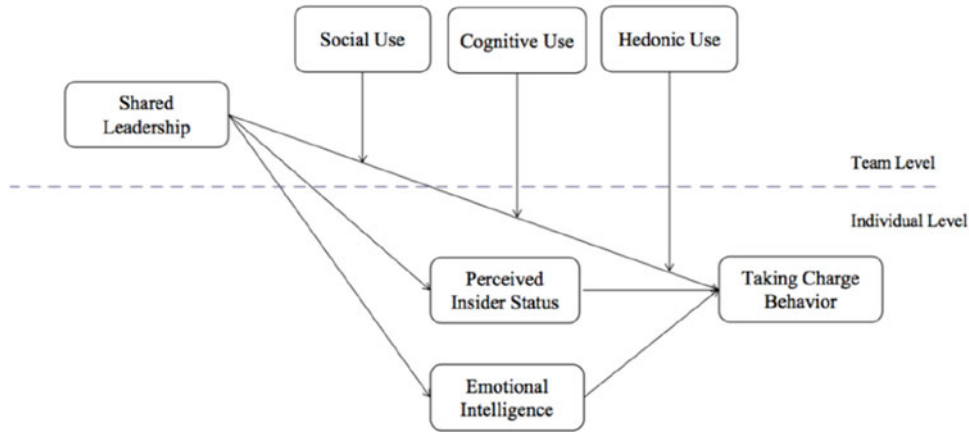 Social Use
Cognitive Use
Hedonic Use
Shared
Leadership
Team Level
Individual Level
Perceived
Insider Status
Taking Charge
Behavior
Emotional
Intelligence